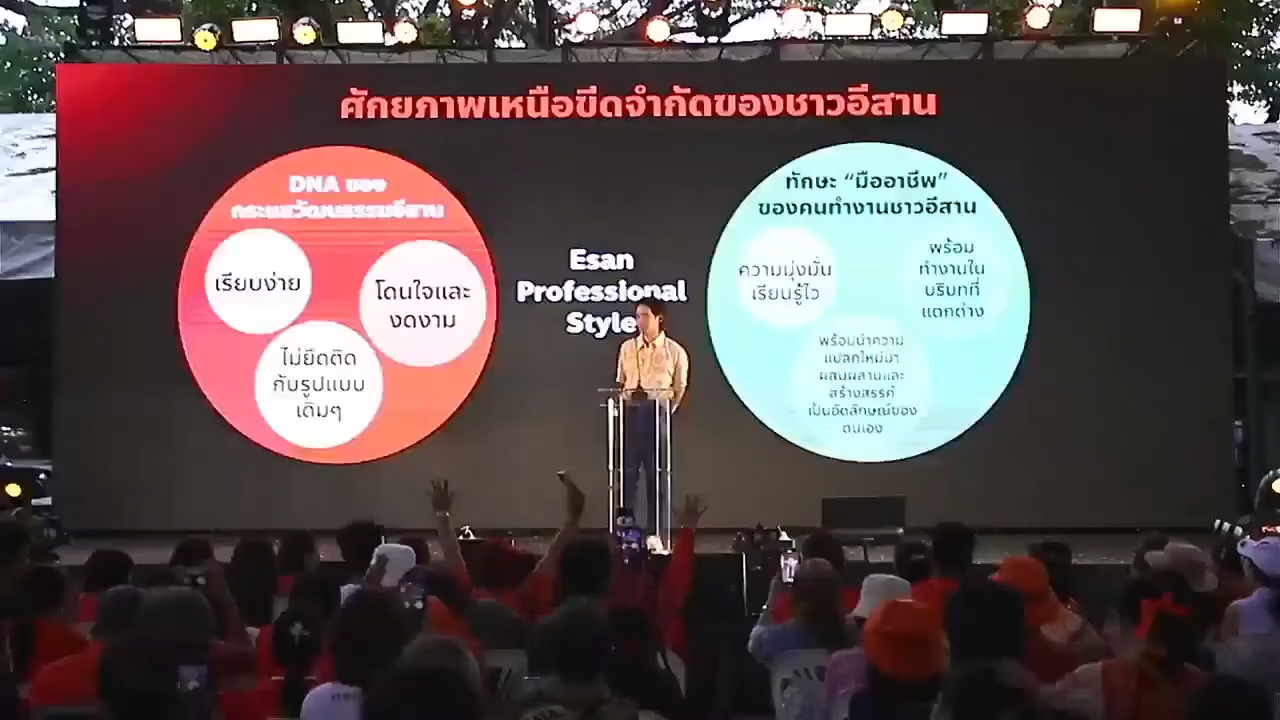 ศักยภาพเหนือขีดจำกัดของชาวอีสาน
DNA ของ
กระแสวัฒนธรรมอีสาน
เรียบง่าย
โดนใจและ
งดงาม
ไม่ยึดติด
กับรูปแบบ
เดิมๆ
Esan
Professional
Style
ทักษะ “มืออาชีพ”
ของคนทำงานชาวอีสาน
ความมุ่งมั่น
เรียนรู้ไว
พร้อม
ทำงานใน
บริบทที่
แตกต่าง
พร้อมนำความ
แปลกใหม่มา
ผสมผสานและ
สร้างสรรค์
เป็นอัตลักษณ์ของ
ตนเอง